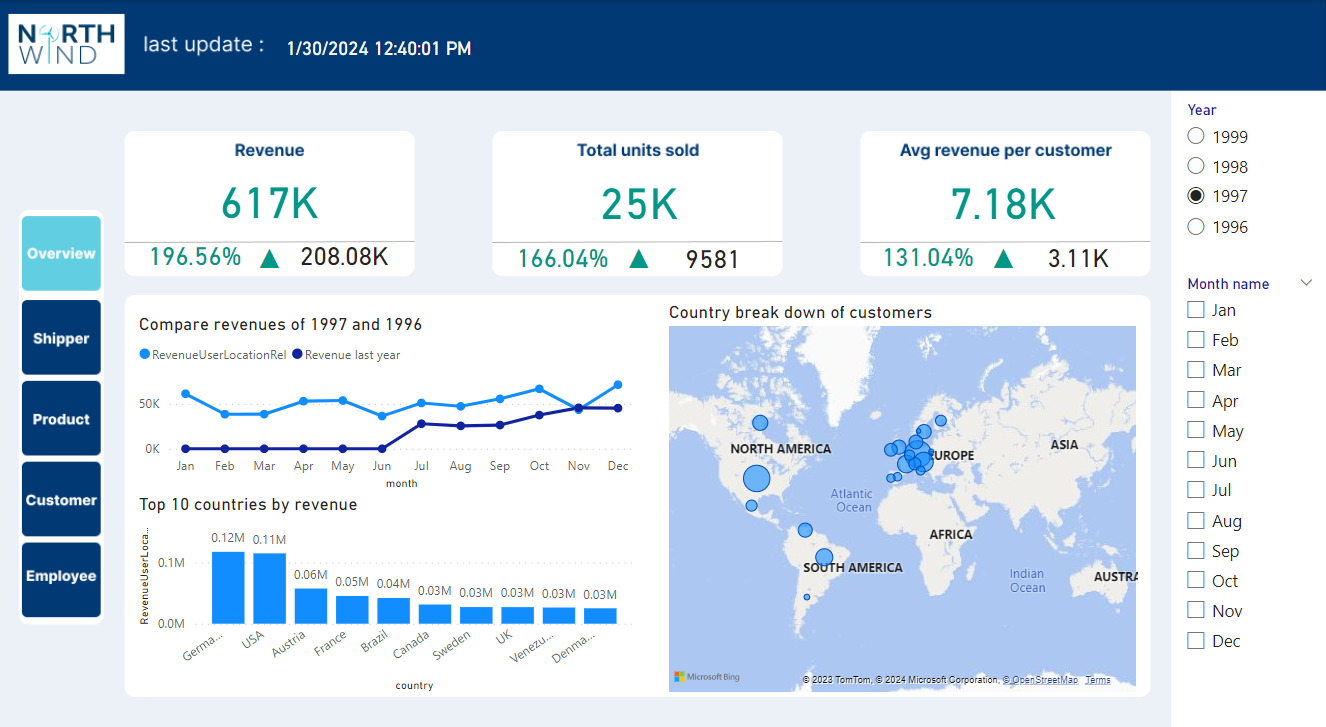 NORTH
WIND
last update :
1/30/2024 12:40:01 PM
Revenue
617K
196.56% ▲ 208.08K
Total units sold
25K
166.04% ▲ 9581
Avg revenue per customer
7.18K
131.04% ▲ 3.11K
Overview
Shipper
Product
Customer
Employee
Compare revenues of 1997 and 1996
RevenueUserLocationRel Revenue last year
50K
0K
Jan Feb Mar Apr May Jun Jul Aug Sep Oct Nov Dec
month
Top 10 countries by revenue
RevenueUserLoca...
0.1M
0.0M
0.12M 0.11M 0.06M 0.05M 0.04M 0.03M 0.03M 0.03M 0.03M 0.03M
Germa... USA Austria France Brazil Canada Sweden UK Venezu... Denma...
country
Country break down of customers
NORTH AMERICA
EUROPE
ASIA
Atlantic
Ocean
AFRICA
SOUTH AMERICA
Indian
Ocean
AUSTRA
Microsoft Bing
© 2023 TomTom, © 2024 Microsoft Corporation, © OpenStreetMap Terms
Year
1999
1998
1997
1996
Month name
Jan
Feb
Mar
Apr
May
Jun
Jul
Aug
Sep
Oct
Nov
Dec